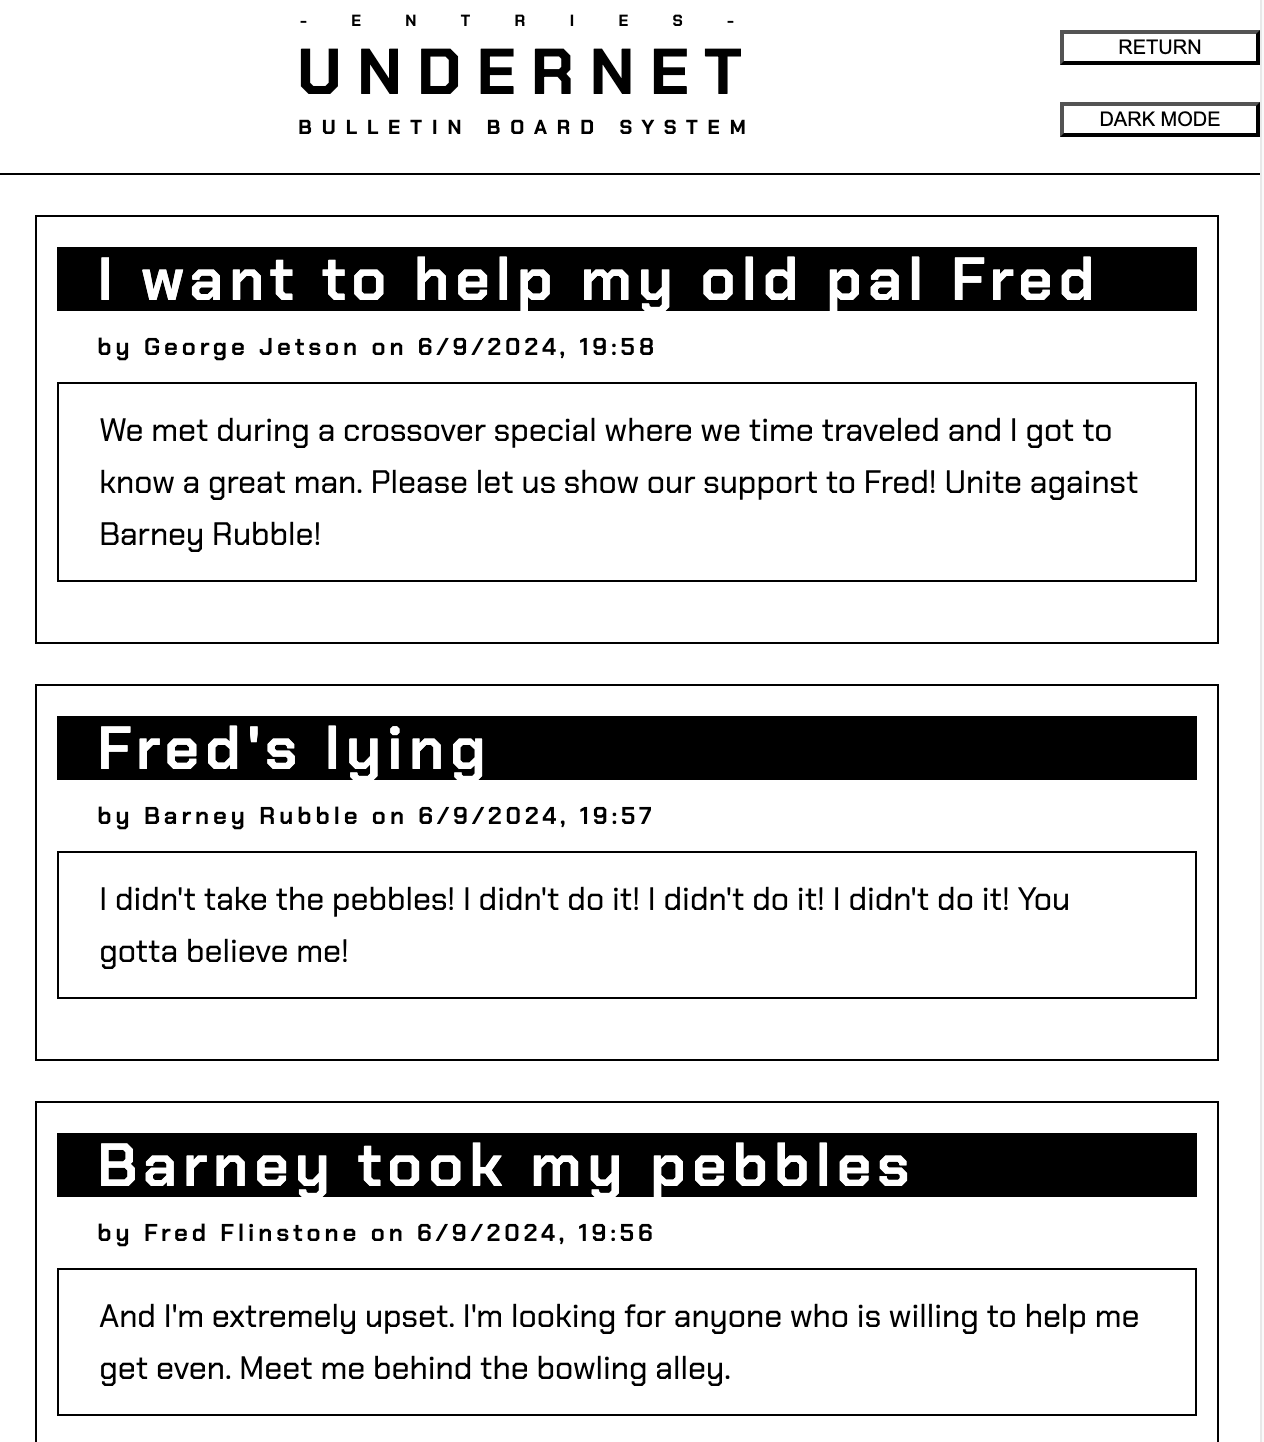 - E N T R I E S -
UNDERNET
BULLETIN BOARD SYSTEM
RETURN
DARK MODE
I want to help my old pal Fred
by George Jetson on 6/9/2024, 19:58
We met during a crossover special where we time traveled and I got to
know a great man. Please let us show our support to Fred! Unite against
Barney Rubble!
Fred's lying
by Barney Rubble on 6/9/2024, 19:57
I didn't take the pebbles! I didn't do it! I didn't do it! I didn't do it! You
gotta believe me!
Barney took my pebbles
by Fred Flinstone on 6/9/2024, 19:56
And I'm extremely upset. I'm looking for anyone who is willing to help me
get even. Meet me behind the bowling alley.